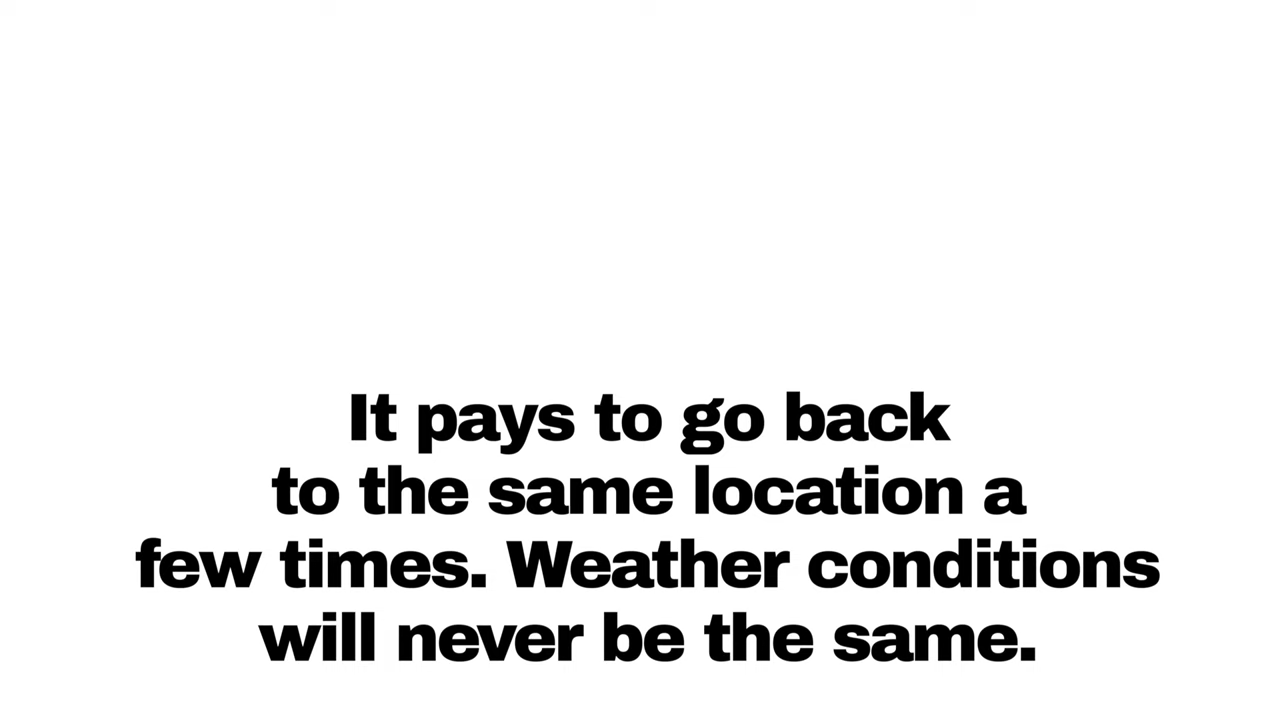 It pays to go back
to the same location a
few times. Weather conditions
will never be the same.